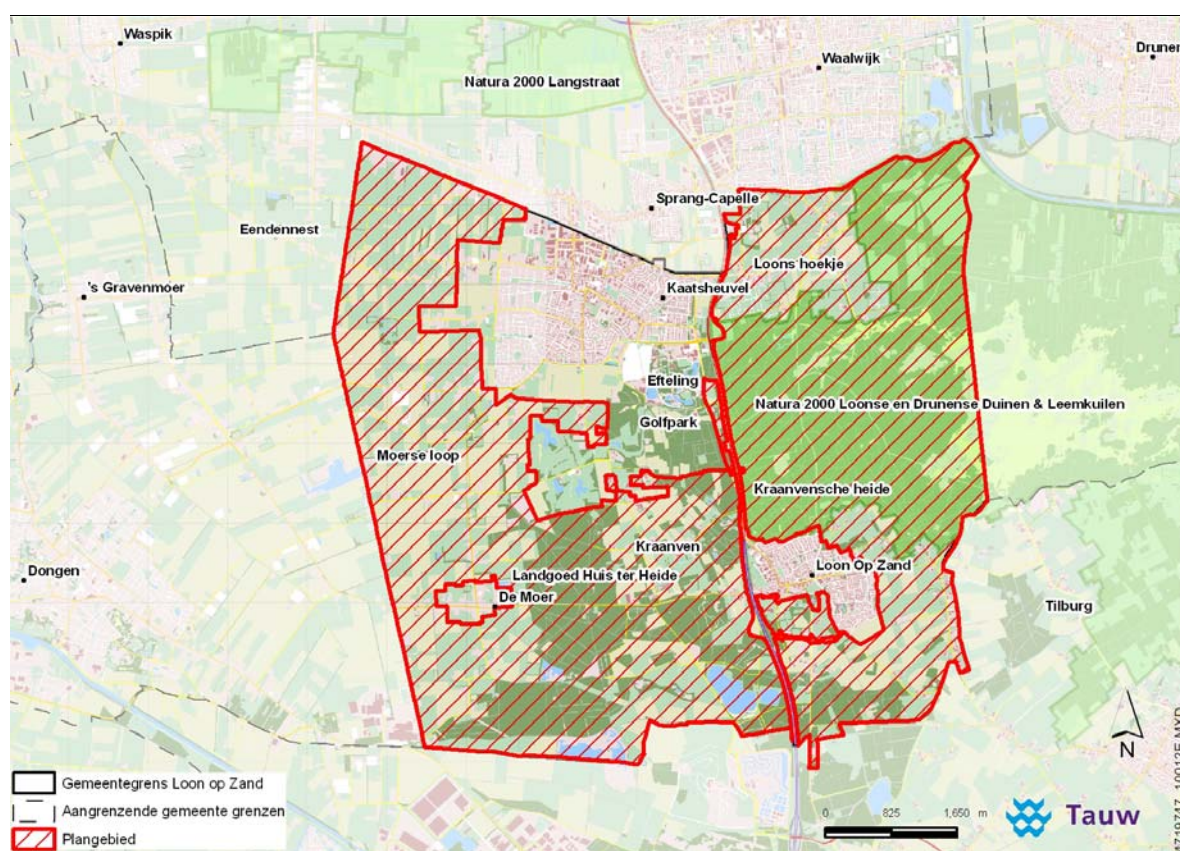 Waspik
Natura 2000 Langstraat
Waalwijk
Drunen
Sprang-Capelle
Eendennest
Loons hoekje
's Gravenmoer
Kaatsheuvel
Efteling
Natura 2000 Loonse en Drunense Duinen & Leemkuilen
Golfpark
Moerse loop
Kraanvensche heide
Kraanven
Loon Op Zand
Dongen
Landgoed Huis ter Heide
De Moer
Tilburg
N
Gemeentegrens Loon op Zand
Aangrenzende gemeente grenzen
Plangebied
0 825 1,650 m
Tauw